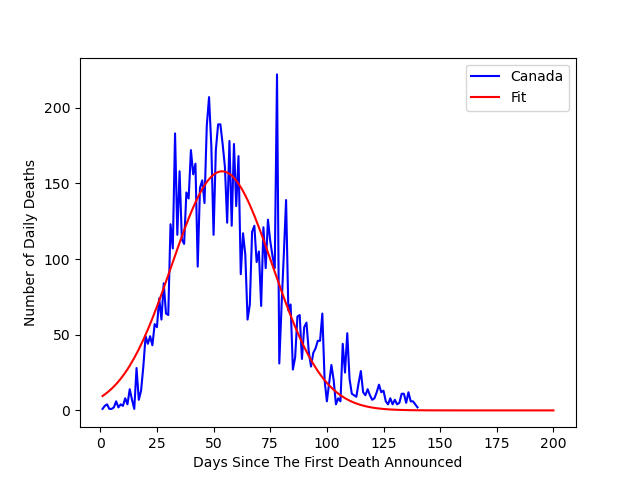 Canada
Fit
Number of Daily Deaths
200
150
100
50
0
0 25 50 75 100 125 150 175 200
Days Since The First Death Announced